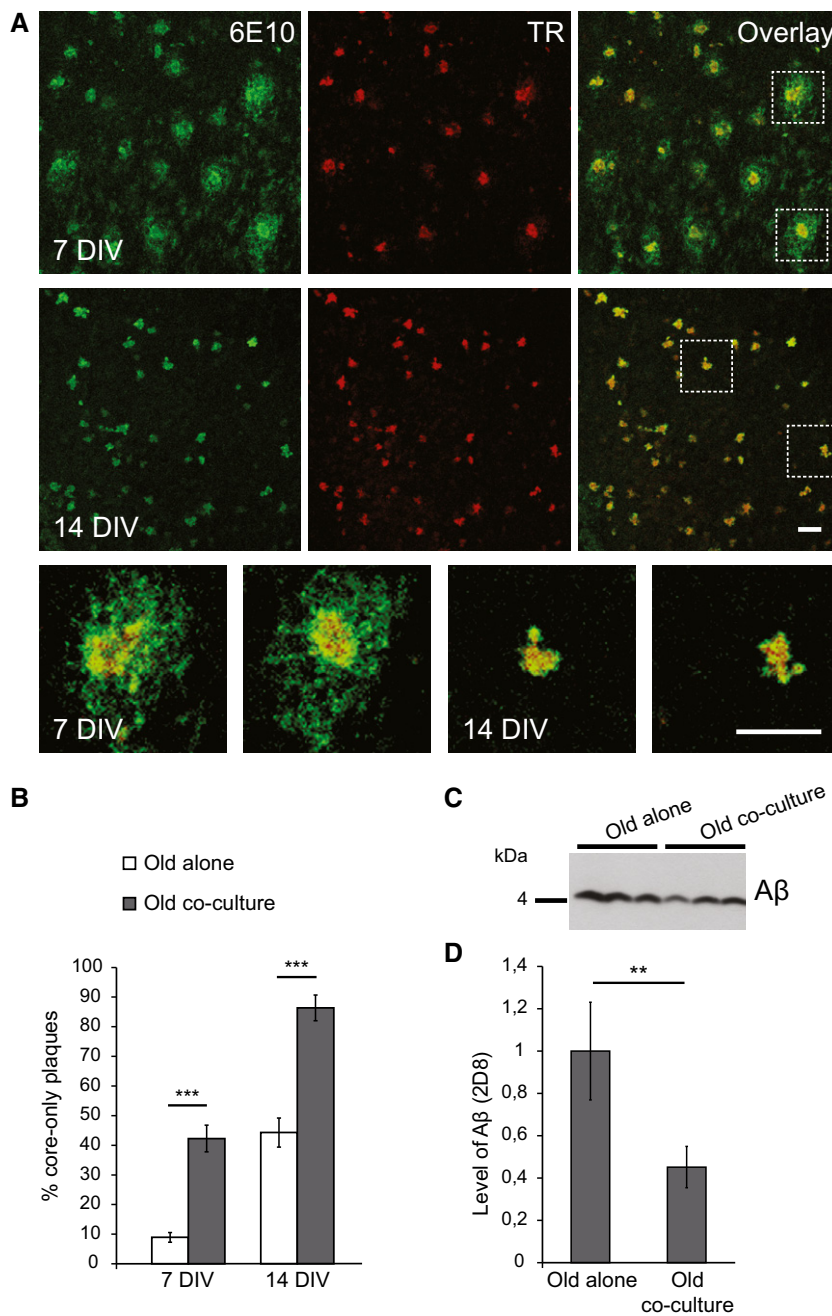 A
6E10
TR
Overlay
7 DIV
14 DIV
7 DIV
14 DIV
B
Old alone
Old co-culture
% core-only plaques
100
90
80
70
60
50
40
30
20
10
0
***
***
7 DIV
14 DIV
C
Old alone
Old co-culture
kDa
4
Aβ
D
Level of Aβ (2D8)
1,4
1,2
1
0,8
0,6
0,4
0,2
0
**
Old alone
Old
co-culture